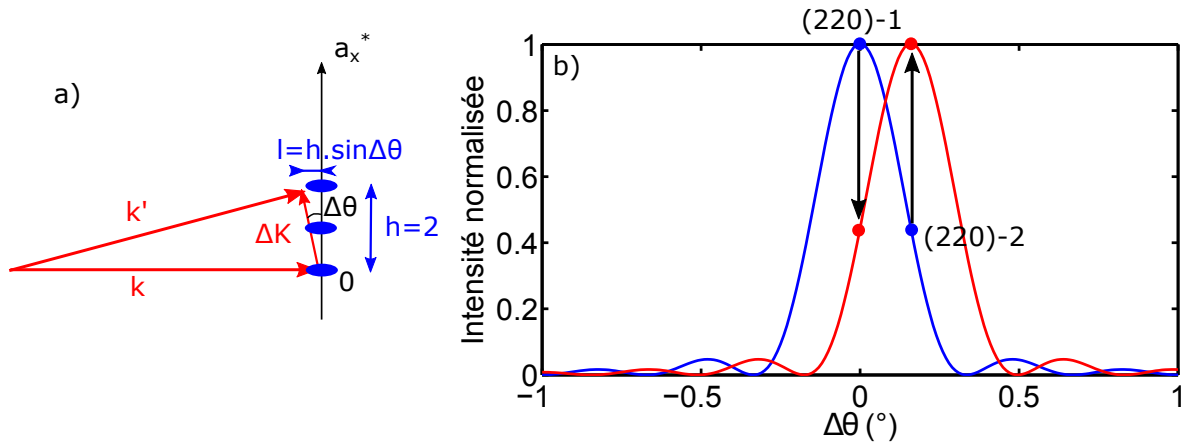 a)
a_x*
l=h.sinΔθ
k'
Δθ
ΔK
h=2
k
0
b)
(220)-1
(220)-2
Intensité normalisée
1
0.8
0.6
0.4
0.2
0
−1
−0.5
0
0.5
1
Δθ (°)